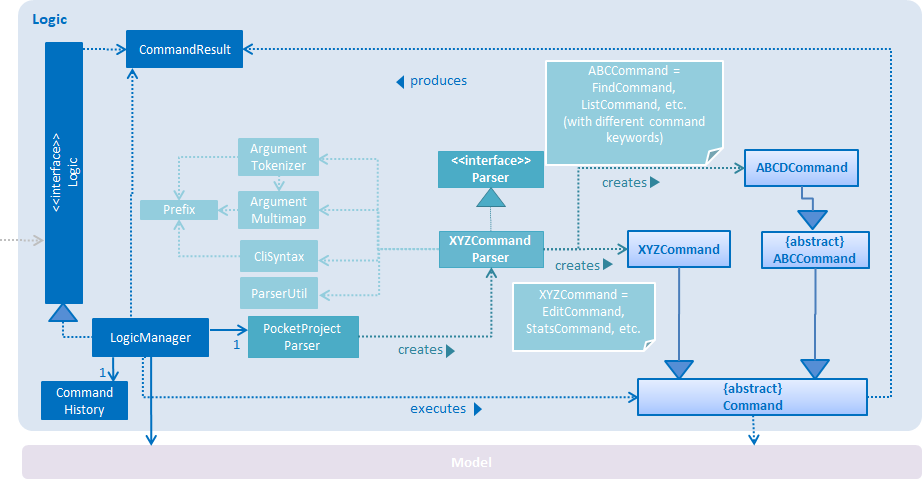 Logic
CommandResult
produces
ABCCommand =
FindCommand,
ListCommand, etc.
(with different command
keywords)
<<interface>>
Logic
Argument
Tokenizer
<<interface>>
Parser
creates
ABCDCommand
Prefix
Argument
Multimap
XYZCommand
Parser
creates
XYZCommand
{abstract}
ABCCommand
CliSyntax
ParserUtil
XYZCommand =
EditCommand,
StatsCommand, etc.
LogicManager
1
PocketProject
Parser
creates
1
Command
History
executes
{abstract}
Command
Model